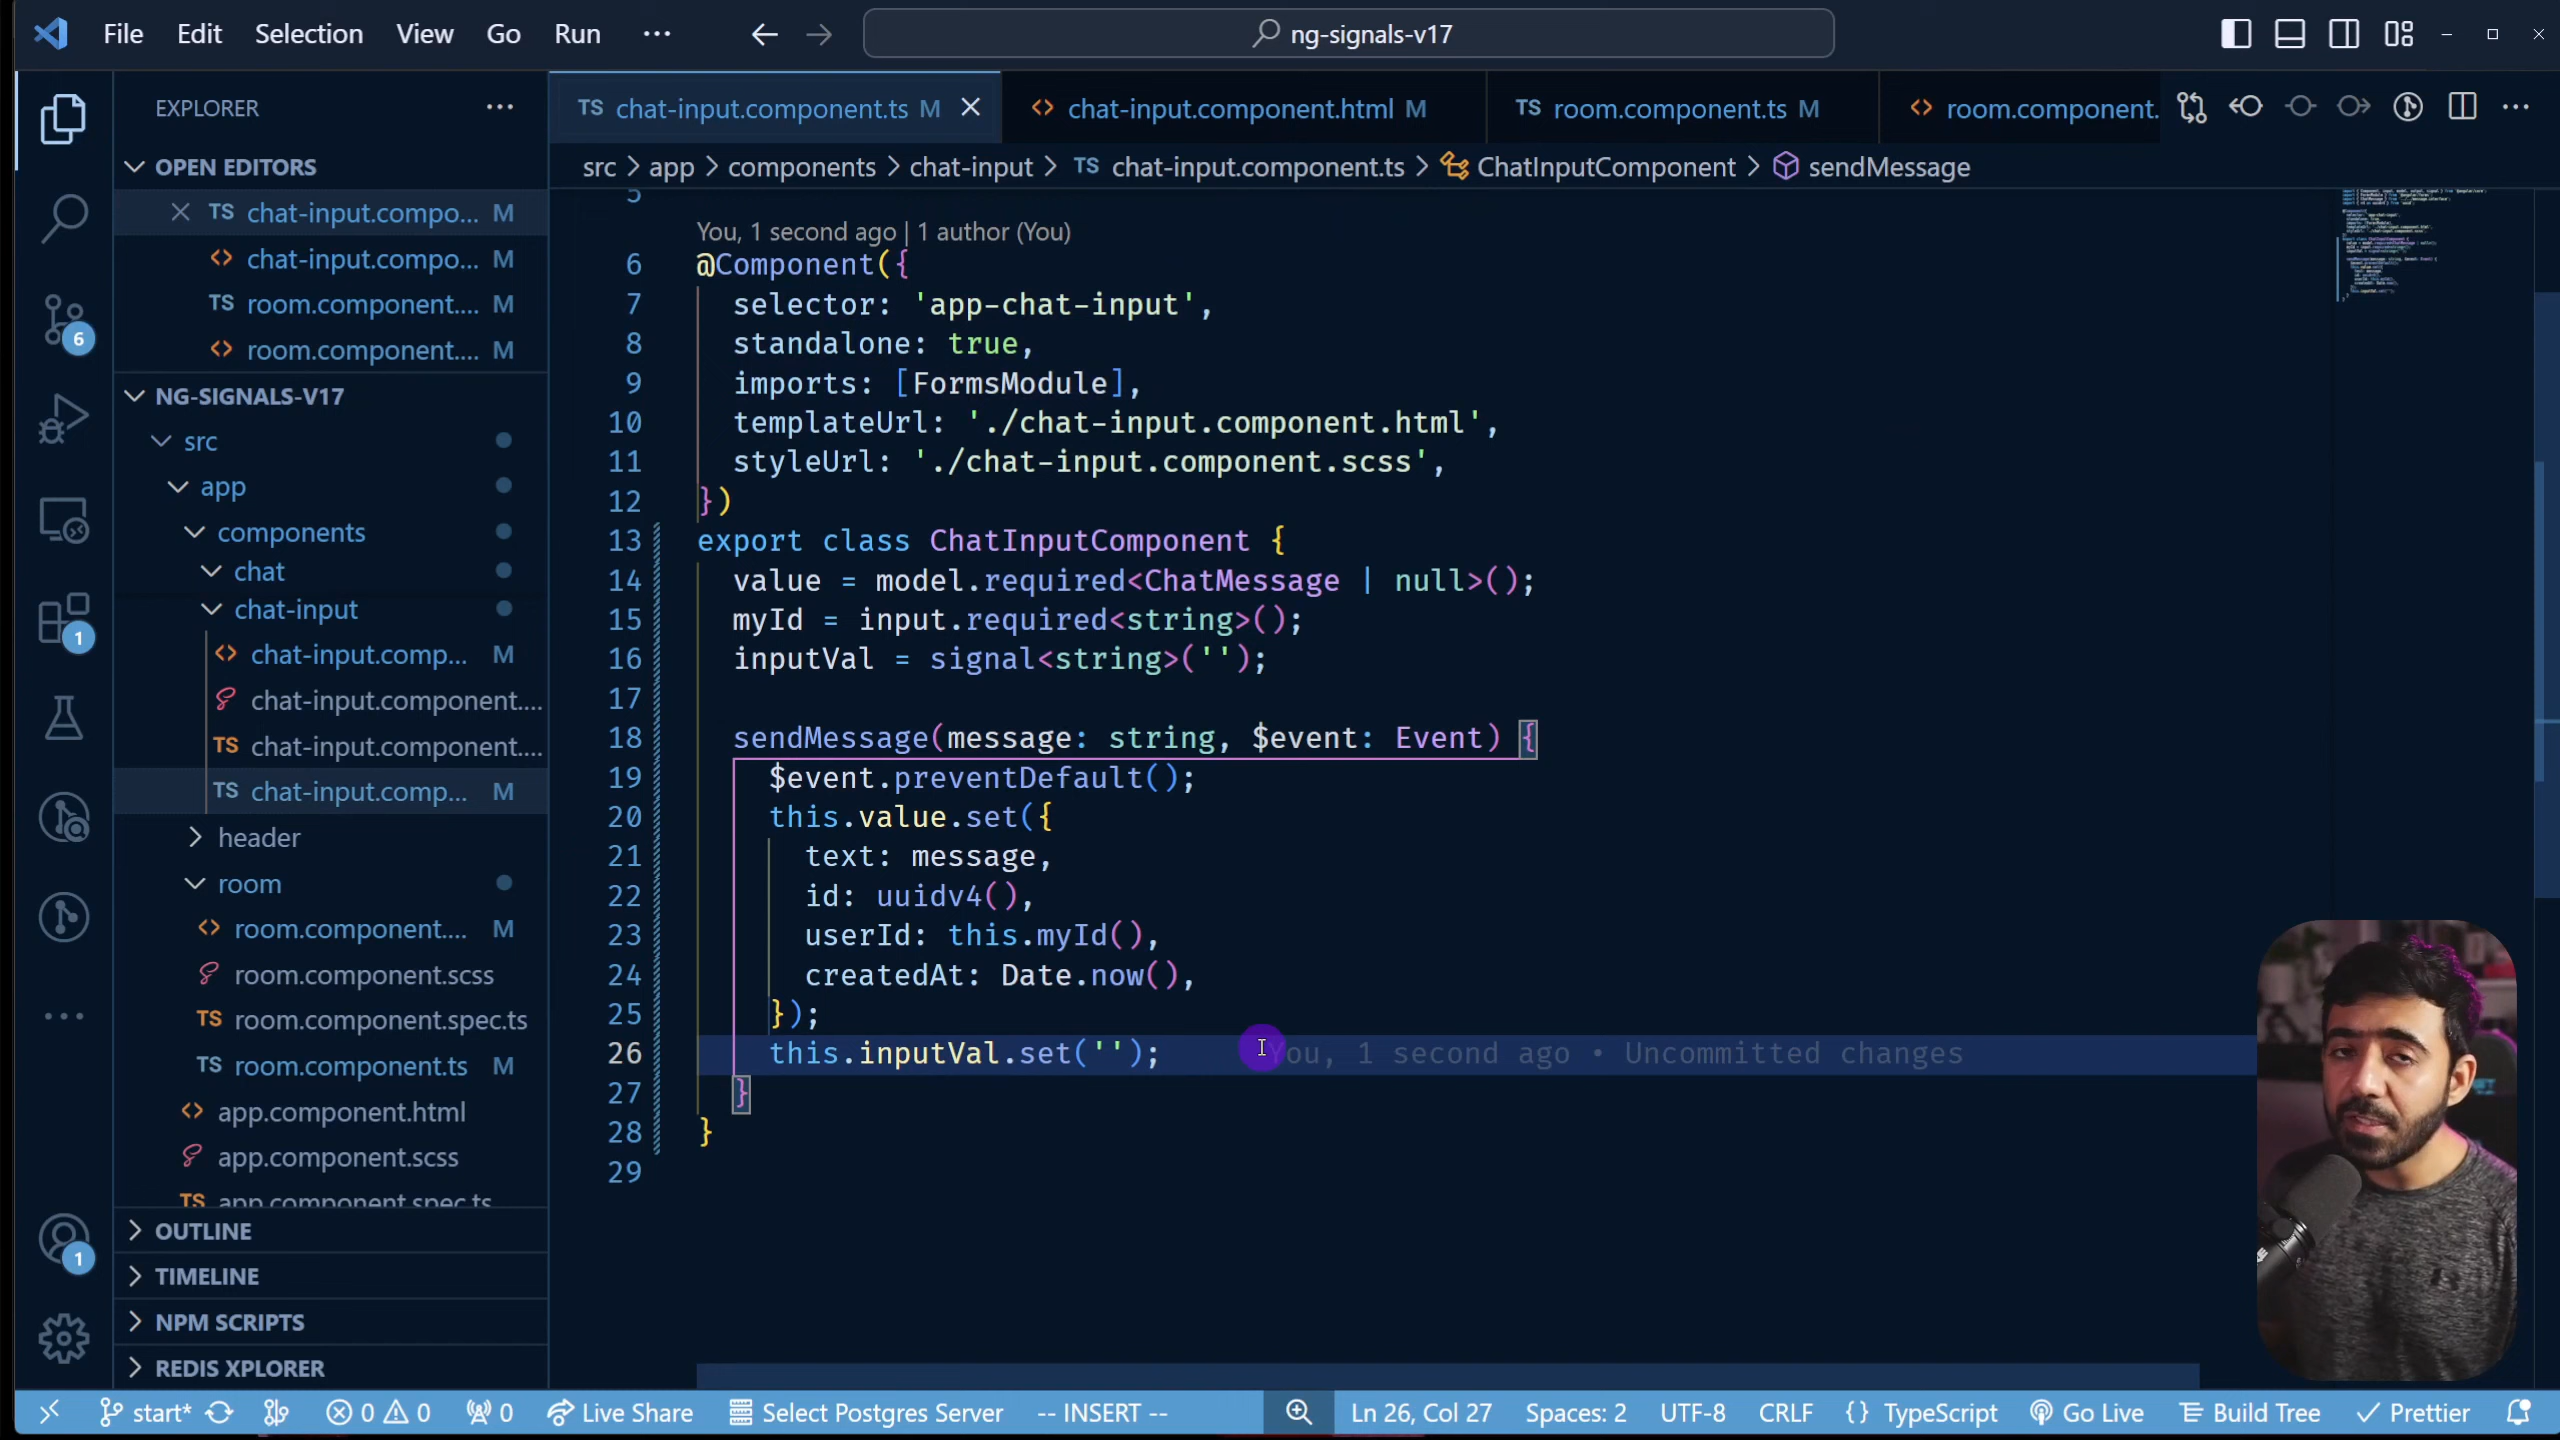 File Edit Selection View Go Run ... ng-signals-v17
EXPLORER ...
OPEN EDITORS
TS chat-input.compo... M
<> chat-input.compo... M
TS room.component.... M
<> room.component.... M
NG-SIGNALS-V17
src
app
components
chat
chat-input
<> chat-input.comp... M
chat-input.component....
TS chat-input.component....
TS chat-input.comp... M
header
room
<> room.component.... M
room.component.scss
TS room.component.spec.ts
TS room.component.ts M
<> app.component.html
app.component.scss
TS app.component.spec.ts
OUTLINE
TIMELINE
NPM SCRIPTS
REDIS XPLORER
6
1
1
TS chat-input.component.ts M
<> chat-input.component.html M
TS room.component.ts M
<> room.component.
src > app > components > chat-input > TS chat-input.component.ts > ChatInputComponent > sendMessage
5
You, 1 second ago | 1 author (You)
6 @Component({
7 selector: 'app-chat-input',
8 standalone: true,
9 imports: [FormsModule],
10 templateUrl: './chat-input.component.html',
11 styleUrl: './chat-input.component.scss',
12 })
13 export class ChatInputComponent {
14 value = model.required<ChatMessage | null>();
15 myId = input.required<string>();
16 inputVal = signal<string>('');
17
18 sendMessage(message: string, $event: Event) {
19 $event.preventDefault();
20 this.value.set({
21 text: message,
22 id: uuidv4(),
23 userId: this.myId(),
24 createdAt: Date.now(),
25 });
26 this.inputVal.set(''); You, 1 second ago • Uncommitted changes
27 }
28 }
29
start* 0 0 0 Live Share Select Postgres Server -- INSERT -- Ln 26, Col 27 Spaces: 2 UTF-8 CRLF {} TypeScript Go Live Build Tree Prettier